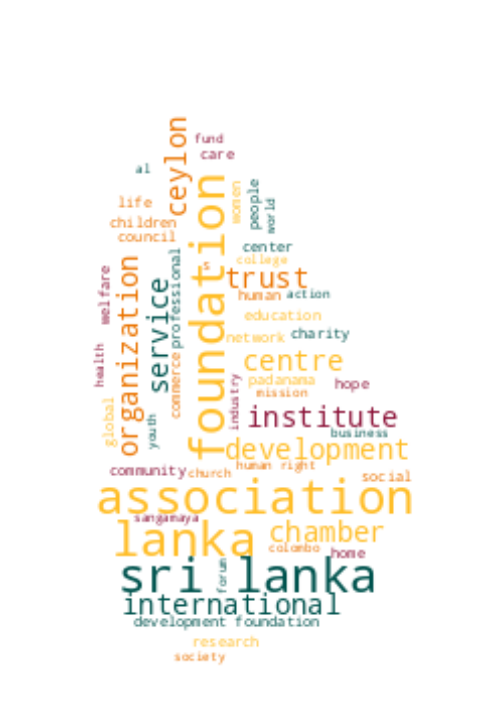 fund
care
ceylon
al
life
women
people
world
children
council
foundation
center
college
professional
organization
service
welfare
trust
human
action
education
network
charity
centre
health
commerce
industry
padanama
mission
hope
global
youth
institute
business
development
community
church
human right
social
association
sangamaya
lanka
chamber
colombo
home
sri lanka
forum
international
development foundation
research
society